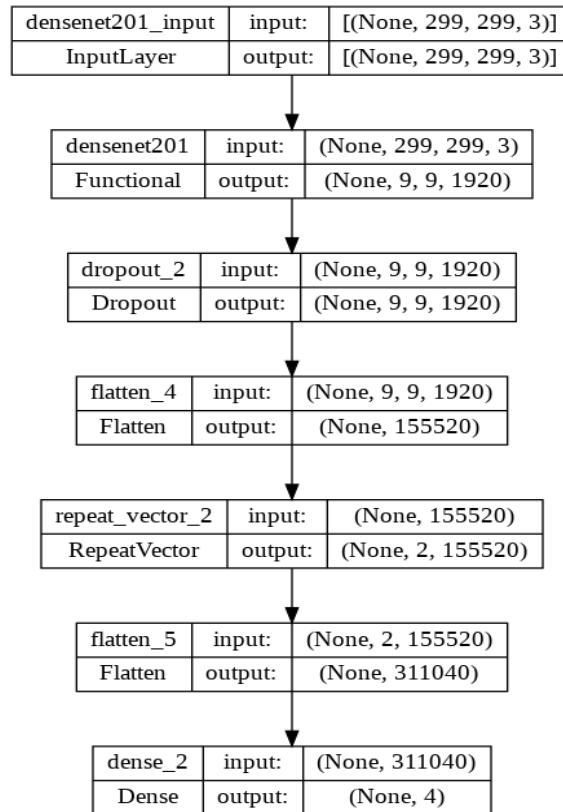 densenet201_input input: [(None, 299, 299, 3)]
InputLayer output: [(None, 299, 299, 3)]
densenet201 input: (None, 299, 299, 3)
Functional output: (None, 9, 9, 1920)
dropout_2 input: (None, 9, 9, 1920)
Dropout output: (None, 9, 9, 1920)
flatten_4 input: (None, 9, 9, 1920)
Flatten output: (None, 155520)
repeat_vector_2 input: (None, 155520)
RepeatVector output: (None, 2, 155520)
flatten_5 input: (None, 2, 155520)
Flatten output: (None, 311040)
dense_2 input: (None, 311040)
Dense output: (None, 4)